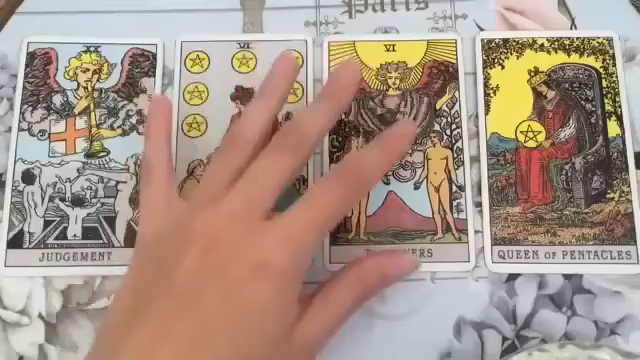 Paris
XX
VI
VI
JUDGEMENT
QUEEN OF PENTACLES